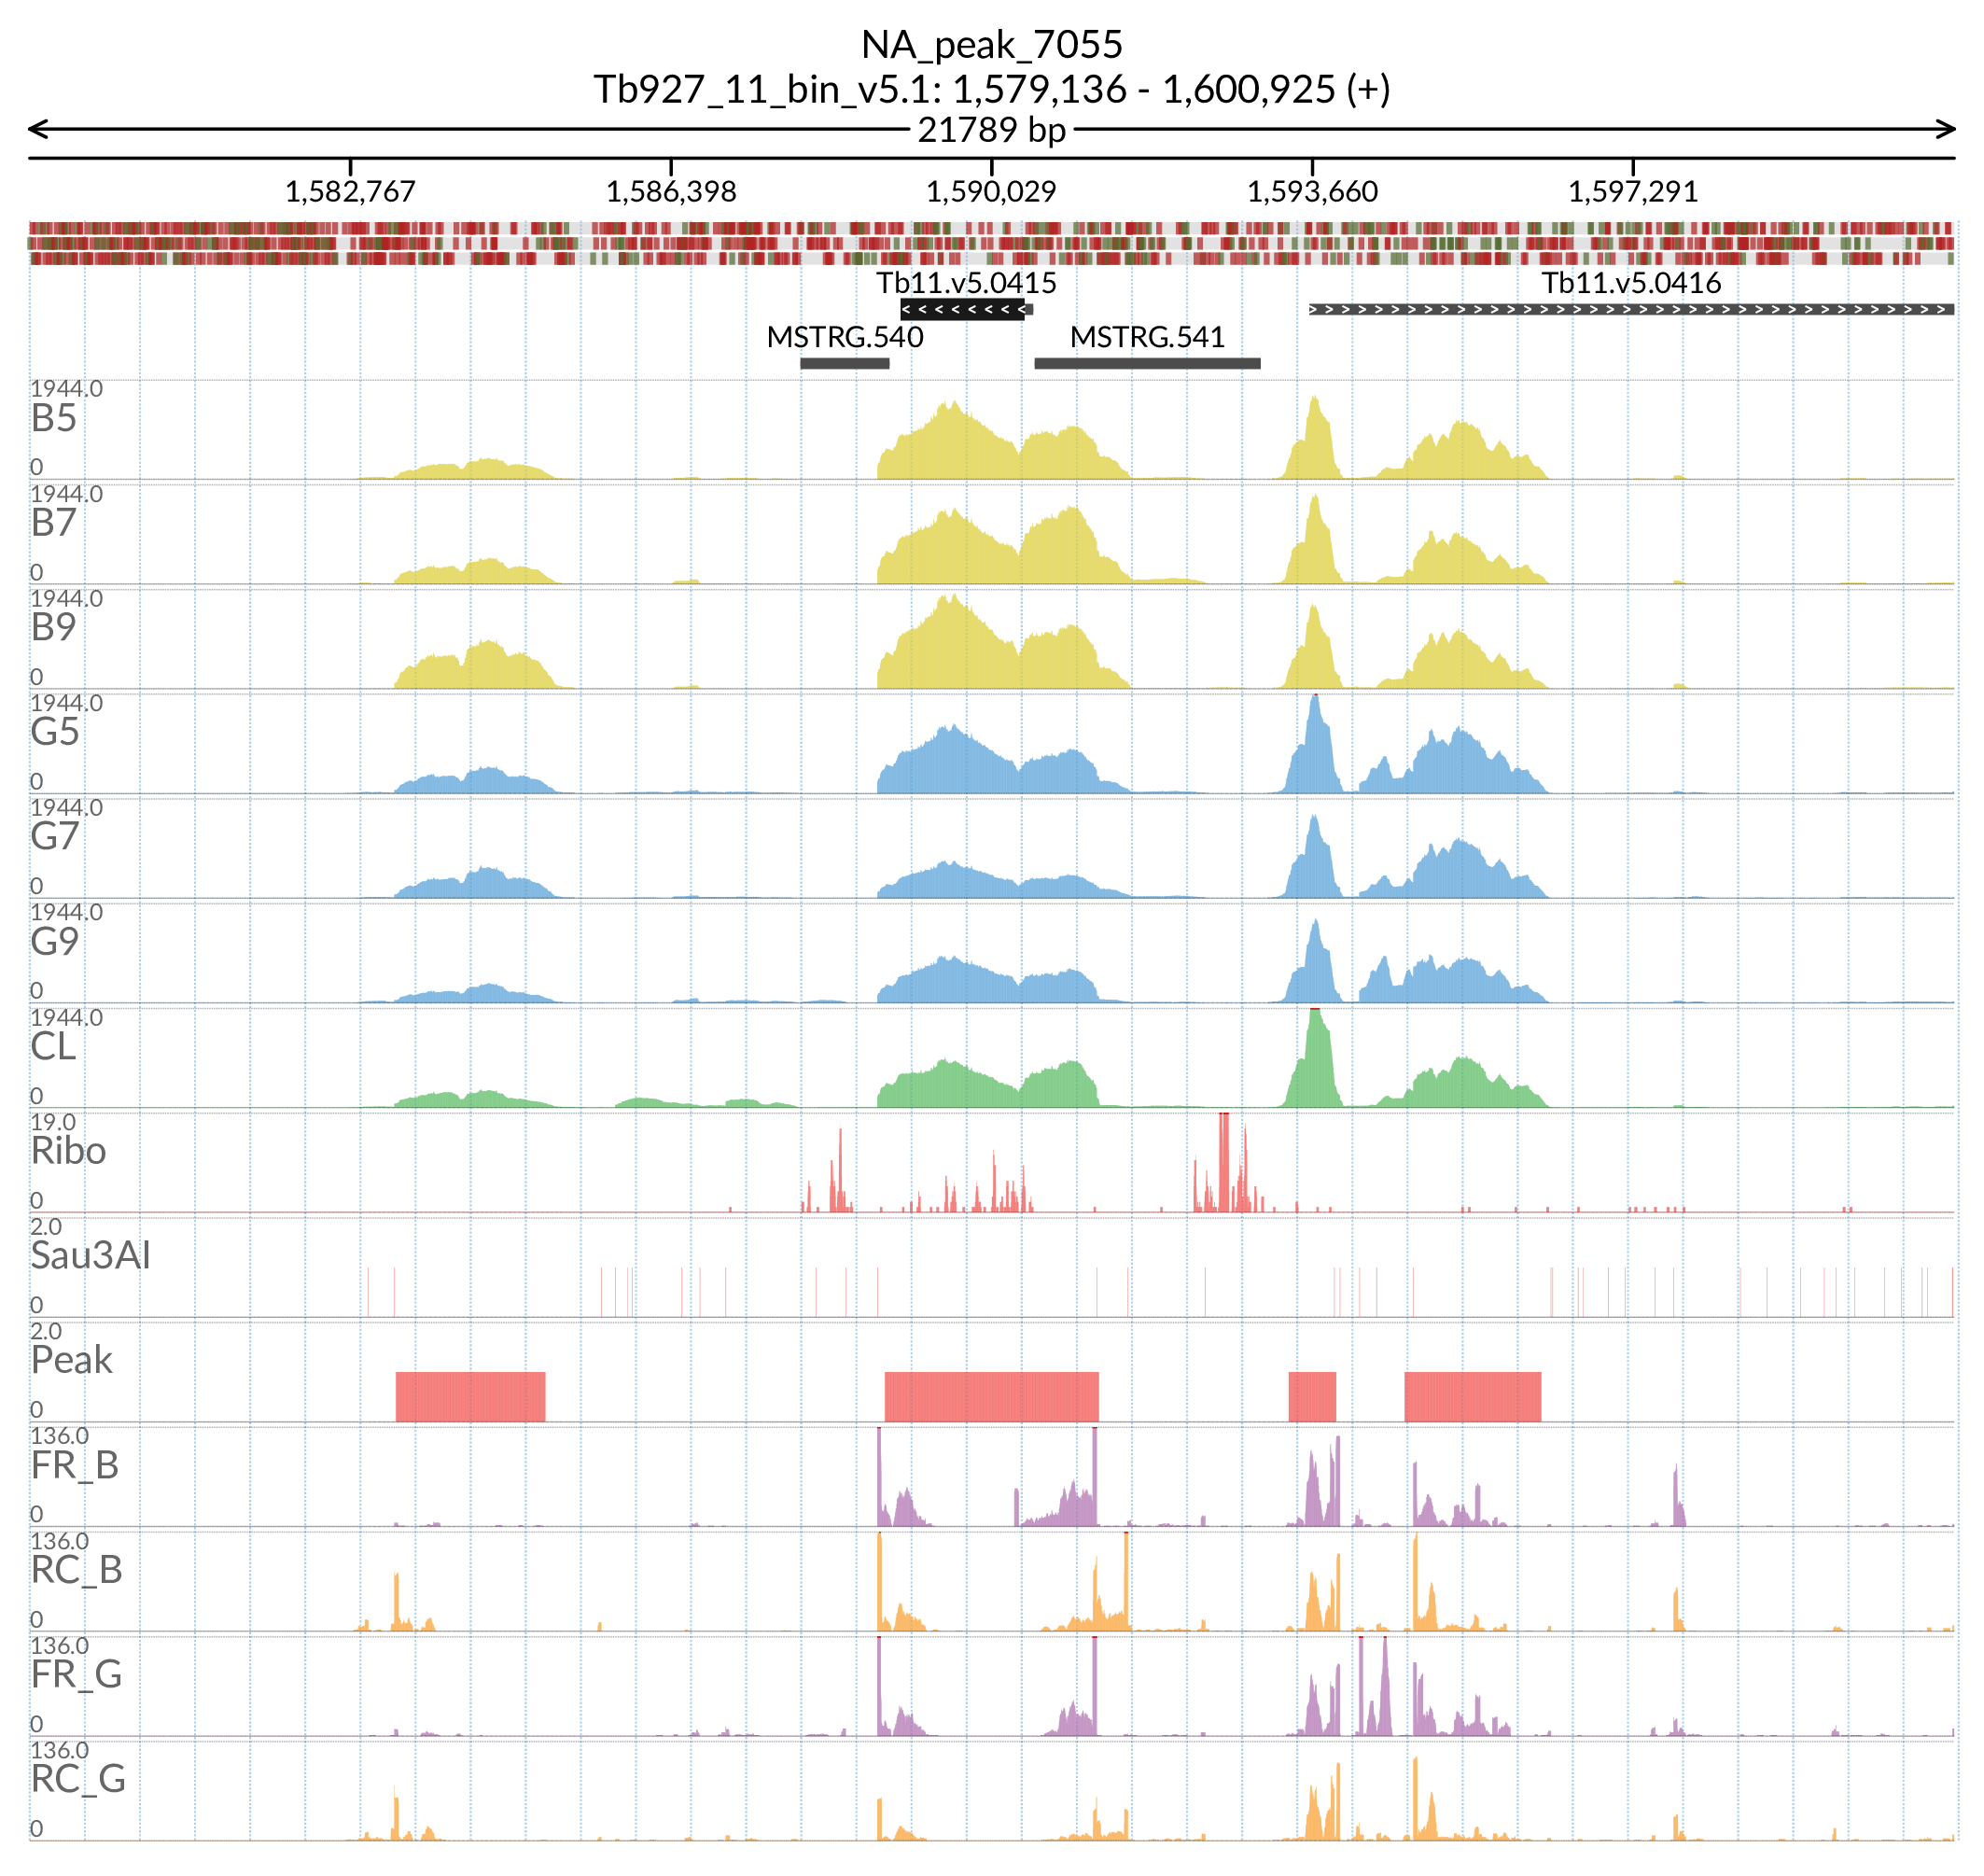 NA_peak_7055
Tb927_11_bin_v5.1: 1,579,136 - 1,600,925 (+)
21789 bp
1,582,767 1,586,398 1,590,029 1,593,660 1,597,291
Tb11.v5.0415 Tb11.v5.0416
MSTRG.540 MSTRG.541
1944.0
B5
0
1944.0
B7
0
1944.0
B9
0
1944.0
G5
0
1944.0
G7
0
1944.0
G9
0
1944.0
CL
0
19.0
Ribo
0
2.0
Sau3AI
0
2.0
Peak
0
136.0
FR_B
0
136.0
RC_B
0
136.0
FR_G
0
136.0
RC_G
0